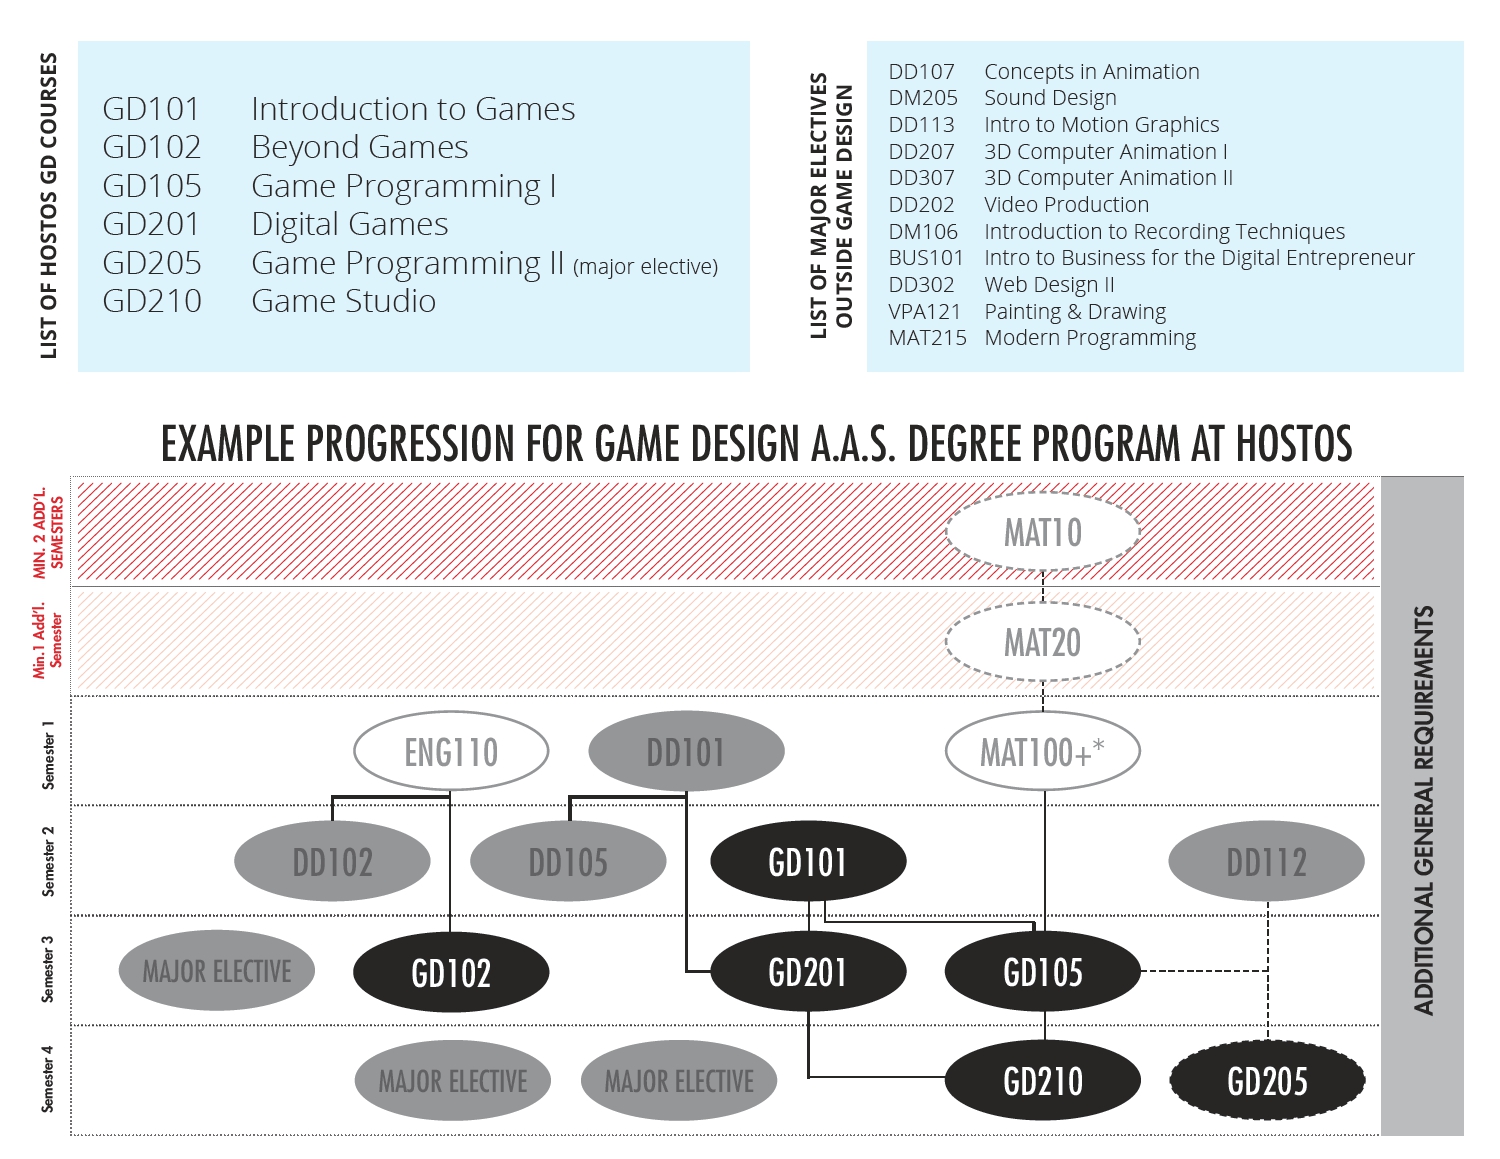 LIST OF HOSTOS GD COURSES
GD101 Introduction to Games
GD102 Beyond Games
GD105 Game Programming I
GD201 Digital Games
GD205 Game Programming II (major elective)
GD210 Game Studio
LIST OF MAJOR ELECTIVES
OUTSIDE GAME DESIGN
DD107 Concepts in Animation
DM205 Sound Design
DD113 Intro to Motion Graphics
DD207 3D Computer Animation I
DD307 3D Computer Animation II
DD202 Video Production
DM106 Introduction to Recording Techniques
BUS101 Intro to Business for the Digital Entrepreneur
DD302 Web Design II
VPA121 Painting & Drawing
MAT215 Modern Programming
EXAMPLE PROGRESSION FOR GAME DESIGN A.A.S. DEGREE PROGRAM AT HOSTOS
MIN. 2 ADD'L.
SEMESTERS
MAT10
Min.1 Add'l.
Semester
MAT20
Semester 1
ENG110
DD101
MAT100+*
Semester 2
DD102
DD105
GD101
DD112
Semester 3
MAJOR ELECTIVE
GD102
GD201
GD105
Semester 4
MAJOR ELECTIVE
MAJOR ELECTIVE
GD210
GD205
ADDITIONAL GENERAL REQUIREMENTS